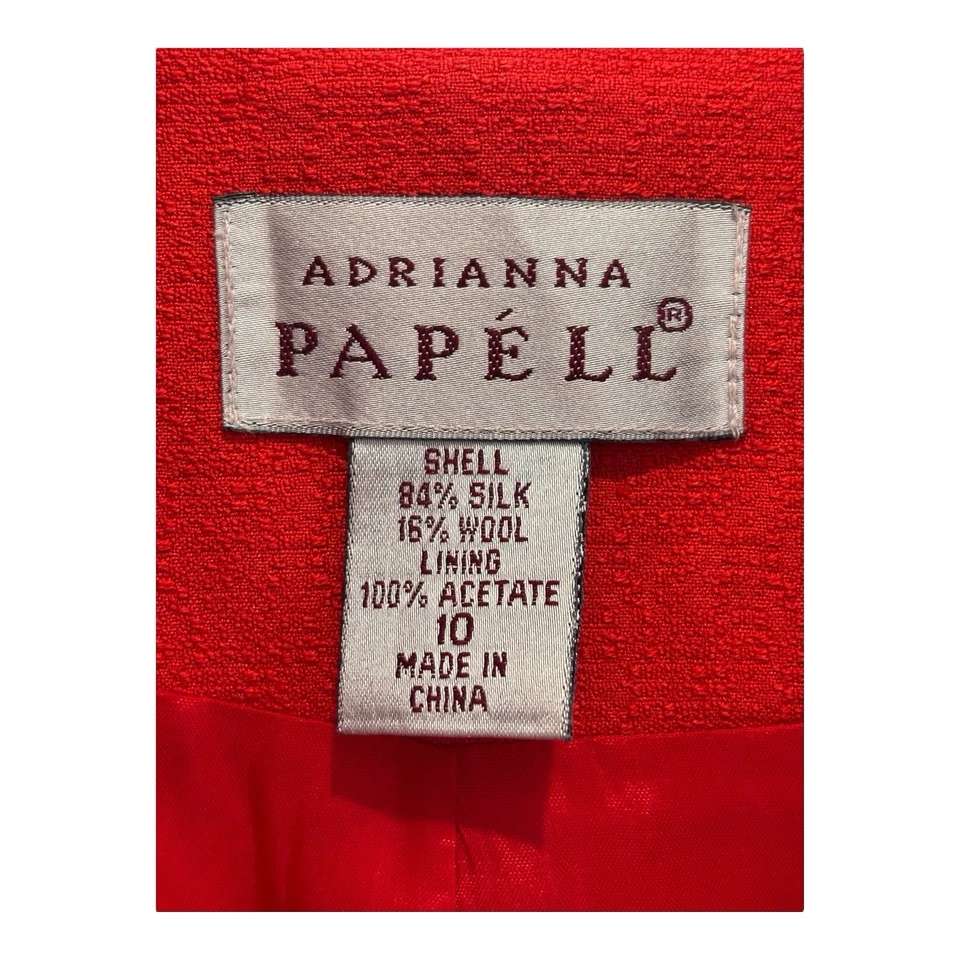 ADRIANNA
PAPÉLL®
SHELL
84% SILK
16% WOOL
LINING
100% ACETATE
10
MADE IN
CHINA